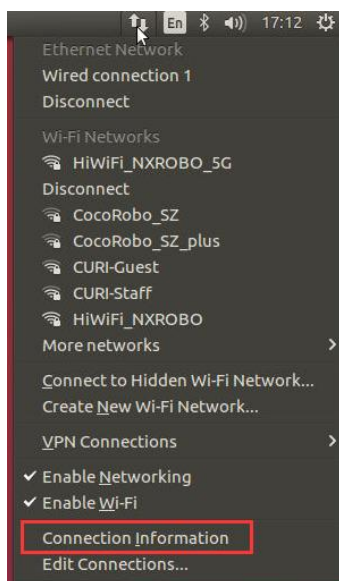 En 17:12
Ethernet Network
Wired connection 1
Disconnect
Wi-Fi Networks
HiWiFi_NXROBO_5G
Disconnect
CocoRobo_SZ
CocoRobo_SZ_plus
CURI-Guest
CURI-Staff
HiWiFi_NXROBO
More networks
Connect to Hidden Wi-Fi Network...
Create New Wi-Fi Network...
VPN Connections
Enable Networking
Enable Wi-Fi
Connection Information
Edit Connections...